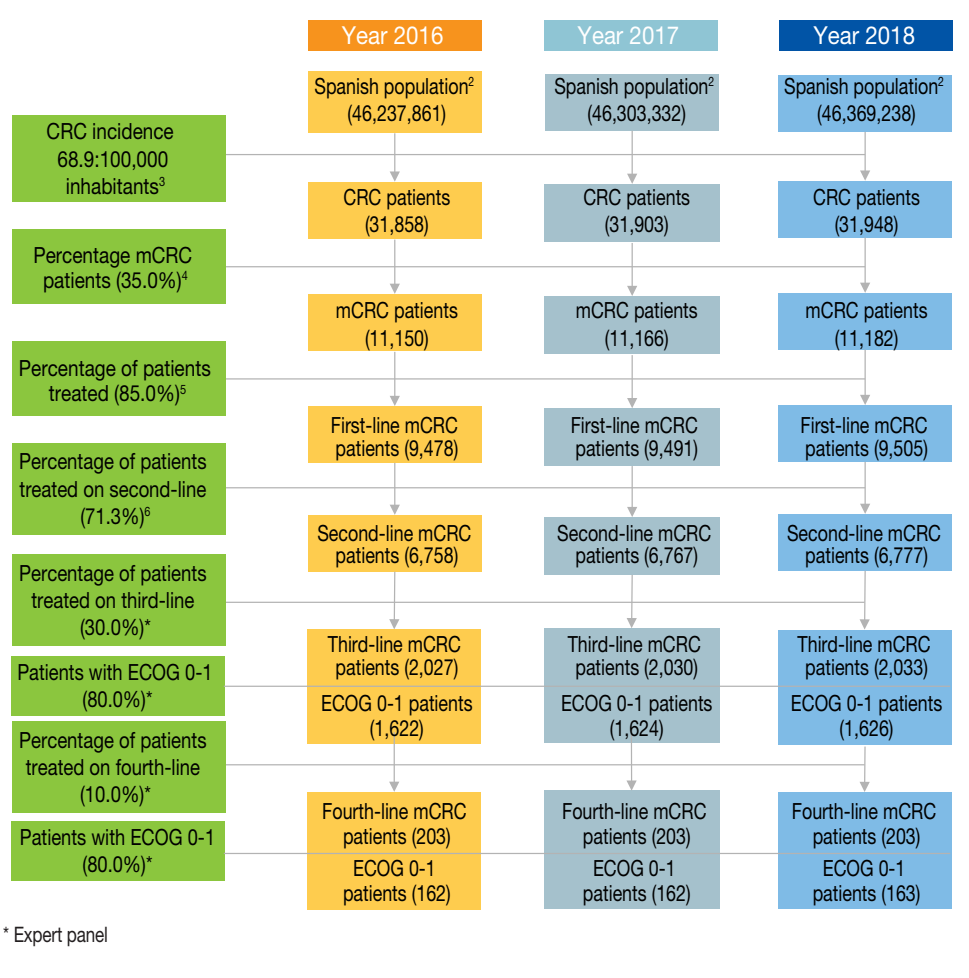 Year 2016
Year 2017
Year 2018
Spanish population²
(46,237,861)
Spanish population²
(46,303,332)
Spanish population²
(46,369,238)
CRC incidence
68.9:100,000
inhabitants³
CRC patients
(31,858)
CRC patients
(31,903)
CRC patients
(31,948)
Percentage mCRC
patients (35.0%)⁴
mCRC patients
(11,150)
mCRC patients
(11,166)
mCRC patients
(11,182)
Percentage of patients
treated (85.0%)⁵
First-line mCRC
patients (9,478)
First-line mCRC
patients (9,491)
First-line mCRC
patients (9,505)
Percentage of patients
treated on second-line
(71.3%)⁶
Second-line mCRC
patients (6,758)
Second-line mCRC
patients (6,767)
Second-line mCRC
patients (6,777)
Percentage of patients
treated on third-line
(30.0%)*
Third-line mCRC
patients (2,027)
Third-line mCRC
patients (2,030)
Third-line mCRC
patients (2,033)
Patients with ECOG 0-1
(80.0%)*
ECOG 0-1 patients
(1,622)
ECOG 0-1 patients
(1,624)
ECOG 0-1 patients
(1,626)
Percentage of patients
treated on fourth-line
(10.0%)*
Fourth-line mCRC
patients (203)
Fourth-line mCRC
patients (203)
Fourth-line mCRC
patients (203)
Patients with ECOG 0-1
(80.0%)*
ECOG 0-1
patients (162)
ECOG 0-1
patients (162)
ECOG 0-1
patients (163)
* Expert panel